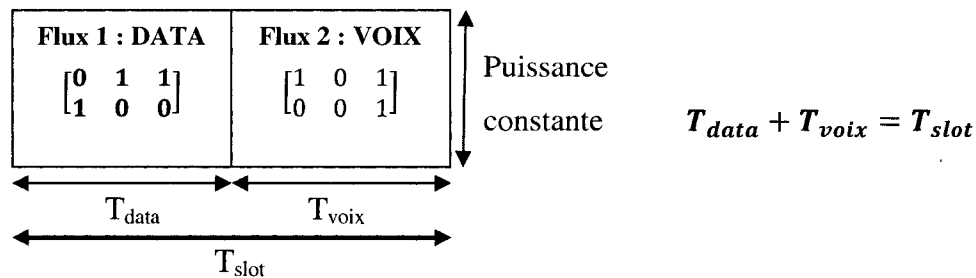 Flux 1 : DATA
[0 1 1
1 0 0]
Flux 2 : VOIX
[1 0 1
0 0 1]
Puissance
constante
T_data + T_voix = T_slot
T_data
T_voix
T_slot